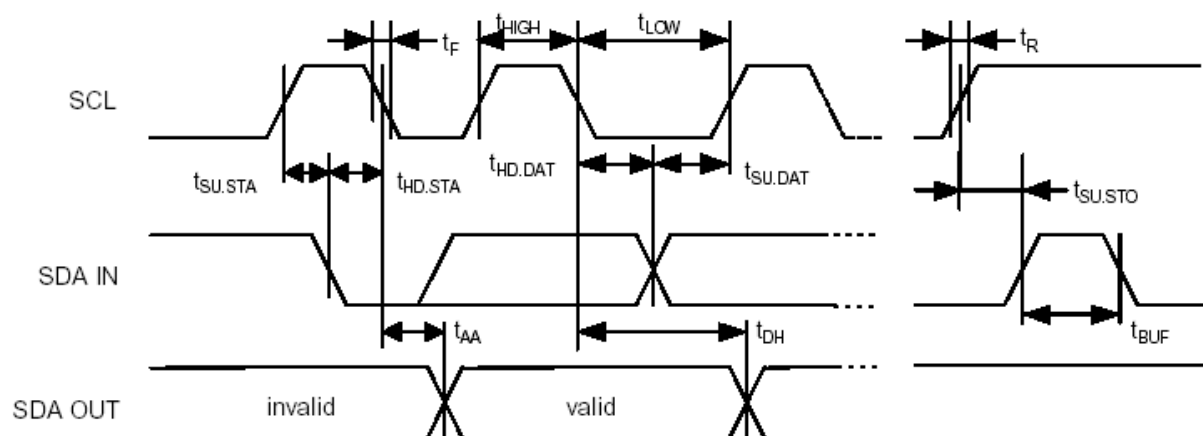 tF
tHIGH
tLOW
tR
SCL
tSU.STA
tHD.STA
tHD.DAT
tSU.DAT
tSU.STO
SDA IN
tAA
tDH
tBUF
SDA OUT
invalid
valid